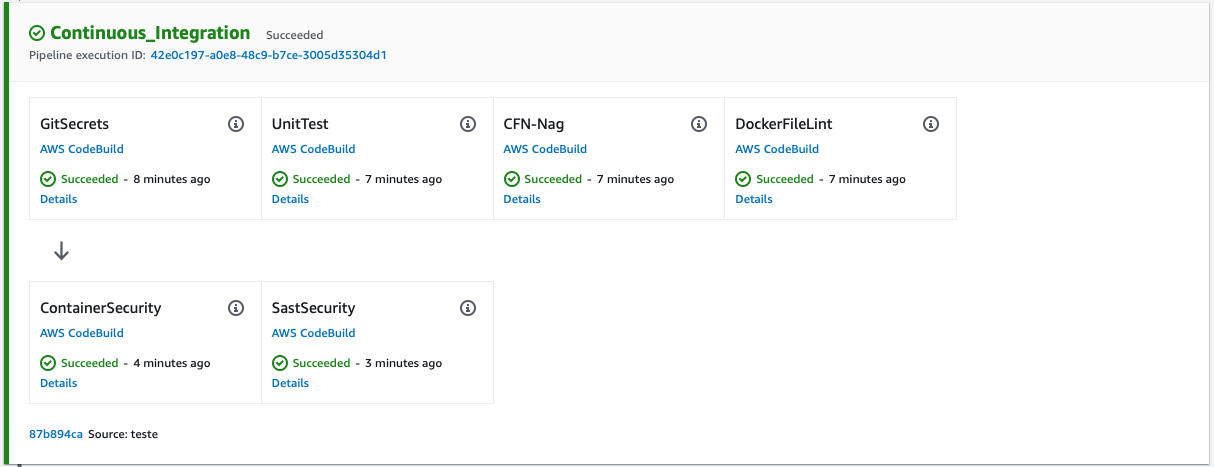 Continuous_Integration Succeeded
Pipeline execution ID: 42e0c197-a0e8-48c9-b7ce-3005d35304d1
GitSecrets
AWS CodeBuild
Succeeded - 8 minutes ago
Details
UnitTest
AWS CodeBuild
Succeeded - 7 minutes ago
Details
CFN-Nag
AWS CodeBuild
Succeeded - 7 minutes ago
Details
DockerFileLint
AWS CodeBuild
Succeeded - 7 minutes ago
Details
ContainerSecurity
AWS CodeBuild
Succeeded - 4 minutes ago
Details
SastSecurity
AWS CodeBuild
Succeeded - 3 minutes ago
Details
87b894ca Source: teste